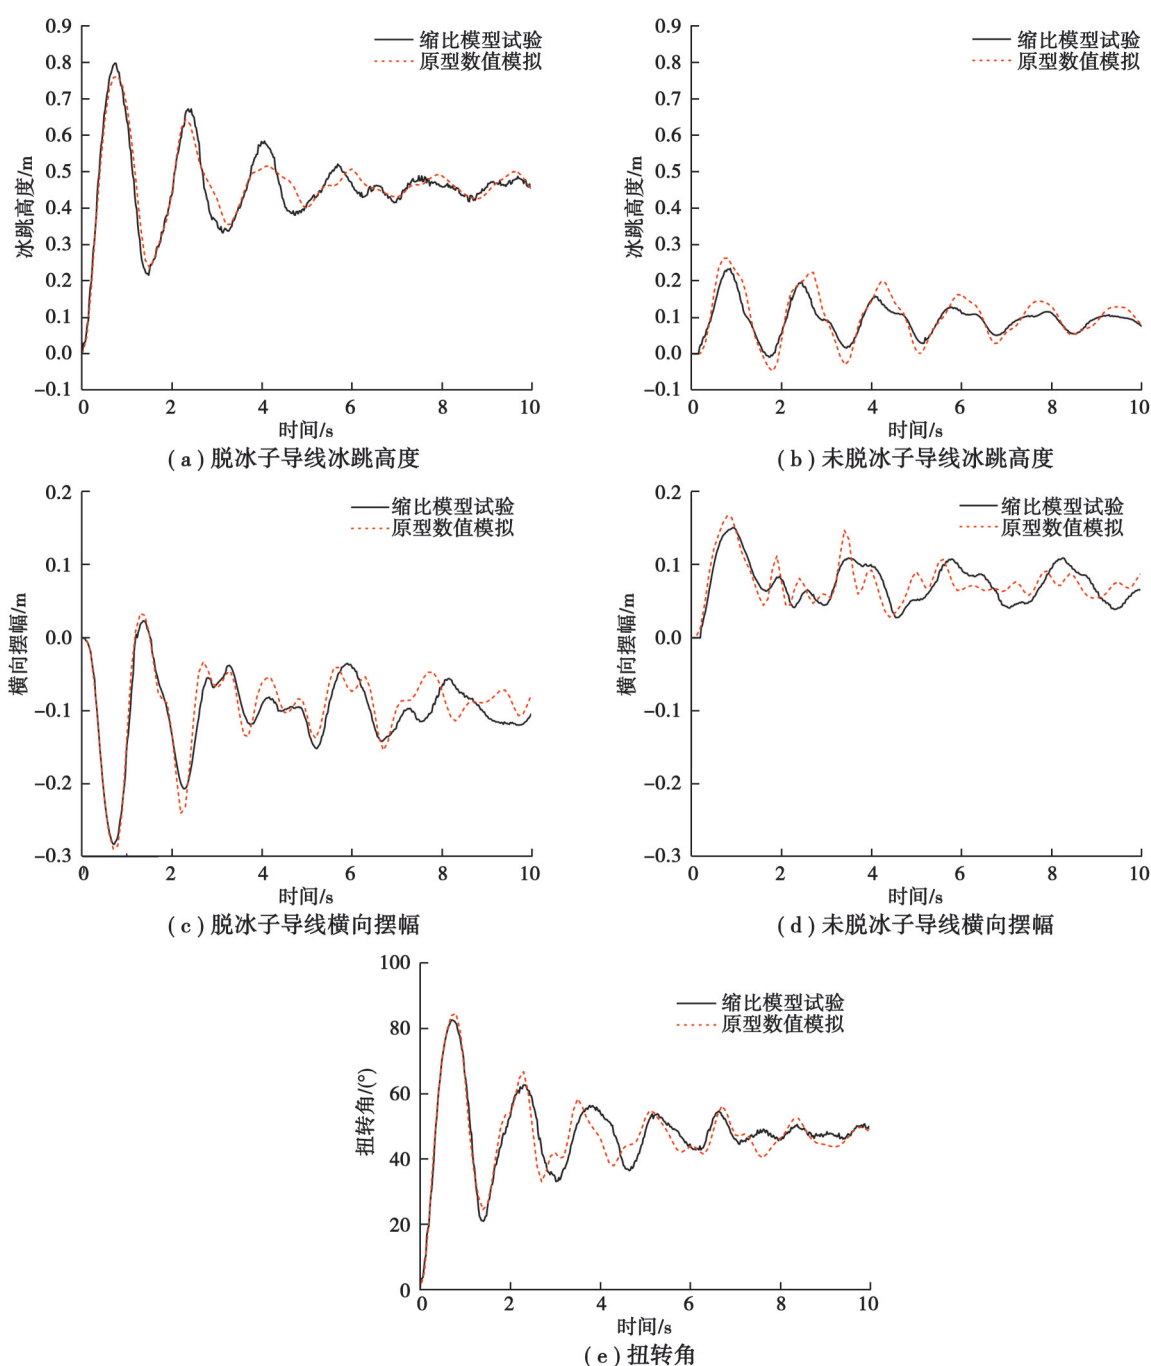 0.9
0.8
0.7
0.6
0.5
0.4
0.3
0.2
0.1
0.0
−0.1
冰跳高度/m
缩比模型试验
原型数值模拟
0 2 4 6 8 10
时间/s
(a)脱冰子导线冰跳高度
0.9
0.8
0.7
0.6
0.5
0.4
0.3
0.2
0.1
0.0
−0.1
冰跳高度/m
缩比模型试验
原型数值模拟
0 2 4 6 8 10
时间/s
(b)未脱冰子导线冰跳高度
0.2
0.1
0.0
−0.1
−0.2
−0.3
横向摆幅/m
缩比模型试验
原型数值模拟
0 2 4 6 8 10
时间/s
(c)脱冰子导线横向摆幅
0.2
0.1
0.0
−0.1
−0.2
−0.3
横向摆幅/m
缩比模型试验
原型数值模拟
0 2 4 6 8 10
时间/s
(d)未脱冰子导线横向摆幅
100
80
60
40
20
0
扭转角/(°)
缩比模型试验
原型数值模拟
0 2 4 6 8 10
时间/s
(e)扭转角